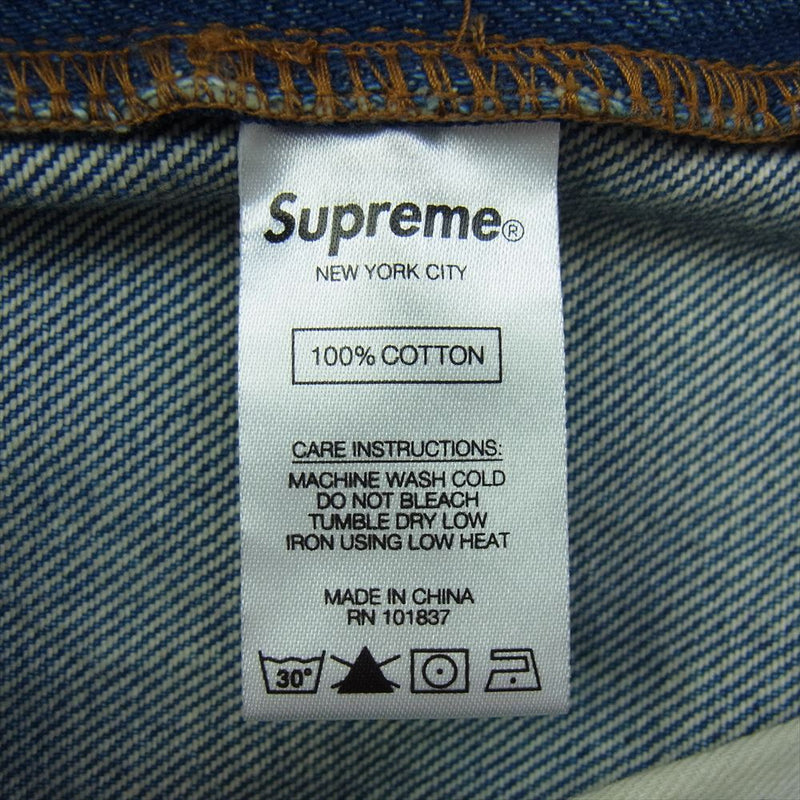 Supreme®
NEW YORK CITY
100% COTTON
CARE INSTRUCTIONS:
MACHINE WASH COLD
DO NOT BLEACH
TUMBLE DRY LOW
IRON USING LOW HEAT
MADE IN CHINA
RN 101837
30°